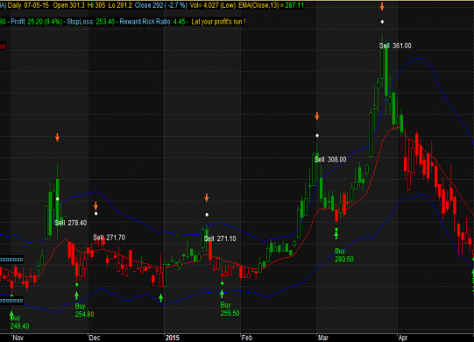 A) Daily 07-05-15 Open 301.3 Hi 305 Lo 291.2 Close 292 (-2.7 %) Vol= 4,027 (Low) EMA(Close,13) = 287.11
80 - Profit: 25.20 (9.4%) - StopLoss: 253.46 - Reward Risk Ratio: 4.45 - Let your profit's run !
Sell 361.00
Sell 308.00
Sell 278.40
Sell 271.70
Sell 271.10
Buy
280.50
Buy
249.40
Buy
254.80
Buy
255.50
Nov Dec 2015 Feb Mar Apr